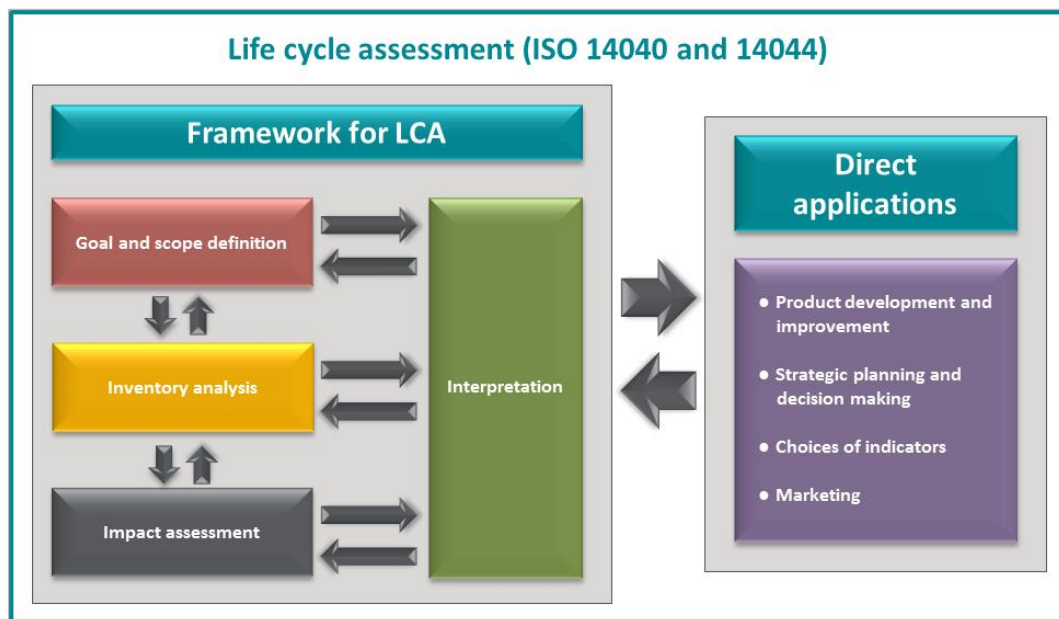 Life cycle assessment (ISO 14040 and 14044)
Framework for LCA
Goal and scope definition
Inventory analysis
Impact assessment
Interpretation
Direct
applications
● Product development and
improvement
● Strategic planning and
decision making
● Choices of indicators
● Marketing